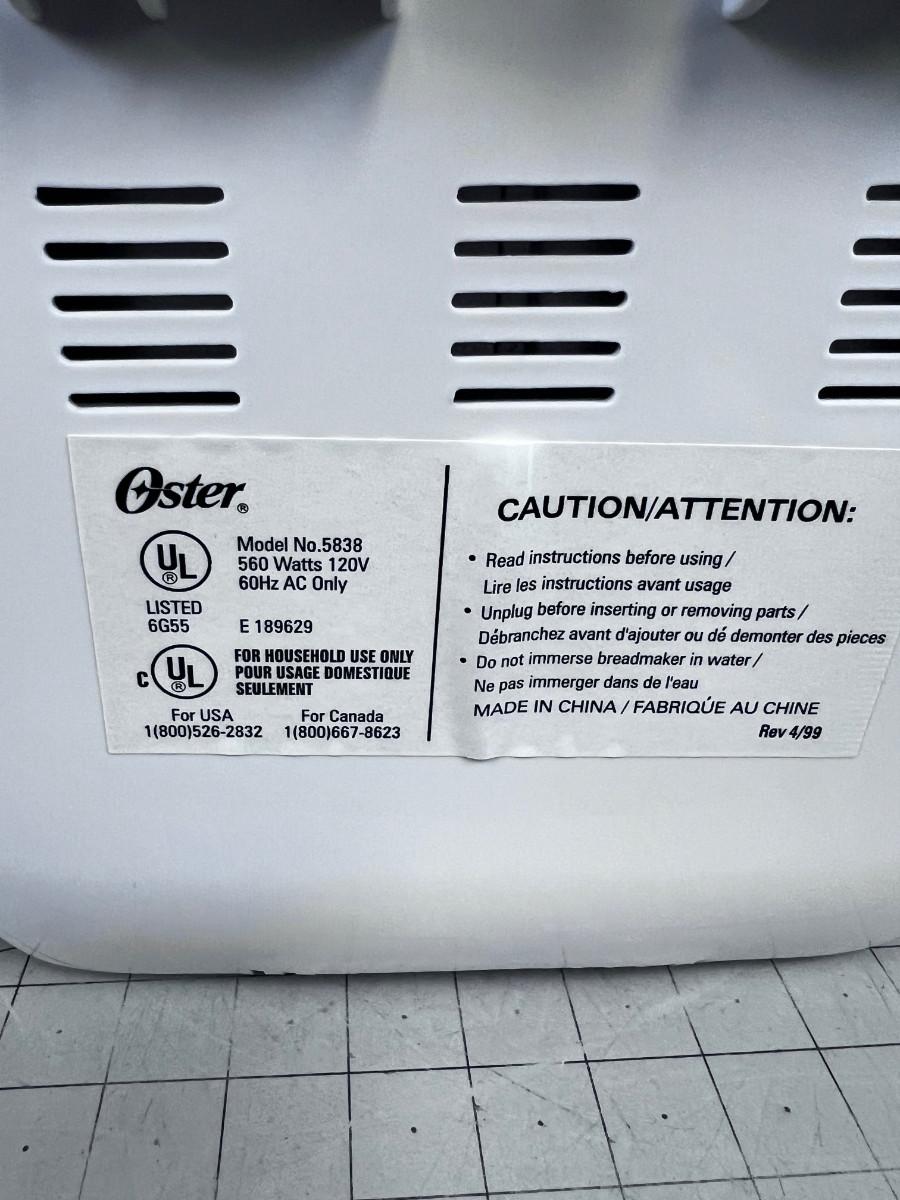 Oster®
UL®
LISTED
6G55
Model No.5838
560 Watts 120V
60Hz AC Only
E 189629
C UL®
FOR HOUSEHOLD USE ONLY
POUR USAGE DOMESTIQUE
SEULEMENT
For USA
1(800)526-2832
For Canada
1(800)667-8623
CAUTION/ATTENTION:
• Read instructions before using /
Lire les instructions avant usage
• Unplug before inserting or removing parts /
Débranchez avant d'ajouter ou dé demonter des pieces
• Do not immerse breadmaker in water /
Ne pas immerger dans de l'eau
MADE IN CHINA / FABRIQÚE AU CHINE
Rev 4/99